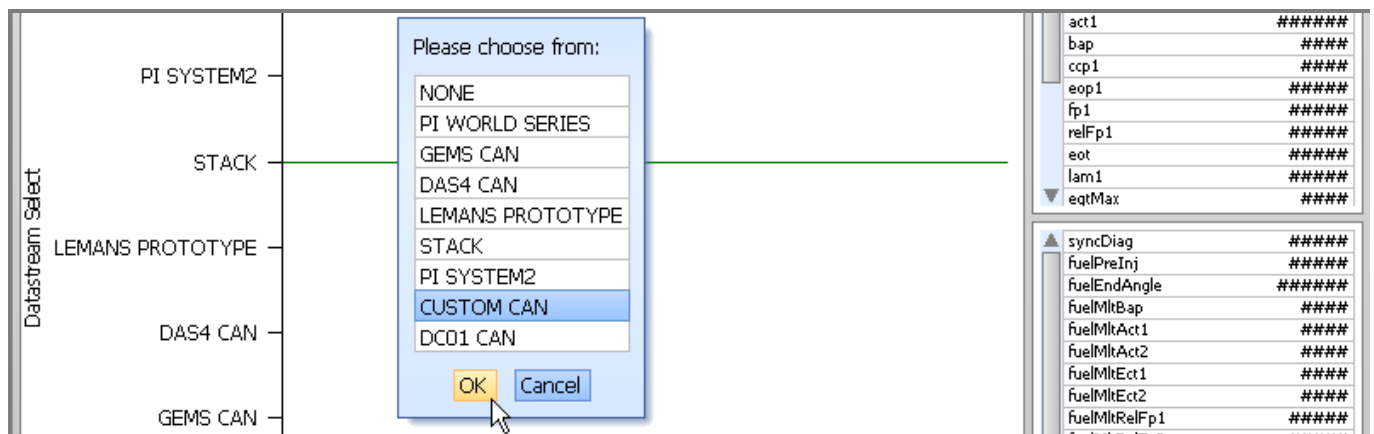 Datastream Select
PI SYSTEM2
STACK
LEMANS PROTOTYPE
DAS4 CAN
GEMS CAN
Please choose from:
NONE
PI WORLD SERIES
GEMS CAN
DAS4 CAN
LEMANS PROTOTYPE
STACK
PI SYSTEM2
CUSTOM CAN
DC01 CAN
OK Cancel
act1 ######
bap ####
ccp1 ####
eop1 #####
fp1 #####
relFp1 #####
eot #####
lam1 #####
egtMax ####
syncDiag #####
fuelPreInj #####
fuelEndAngle ######
fuelMltBap ####
fuelMltAct1 ####
fuelMltAct2 ####
fuelMltEct1 ####
fuelMltEct2 ####
fuelMltRelFp1 #####